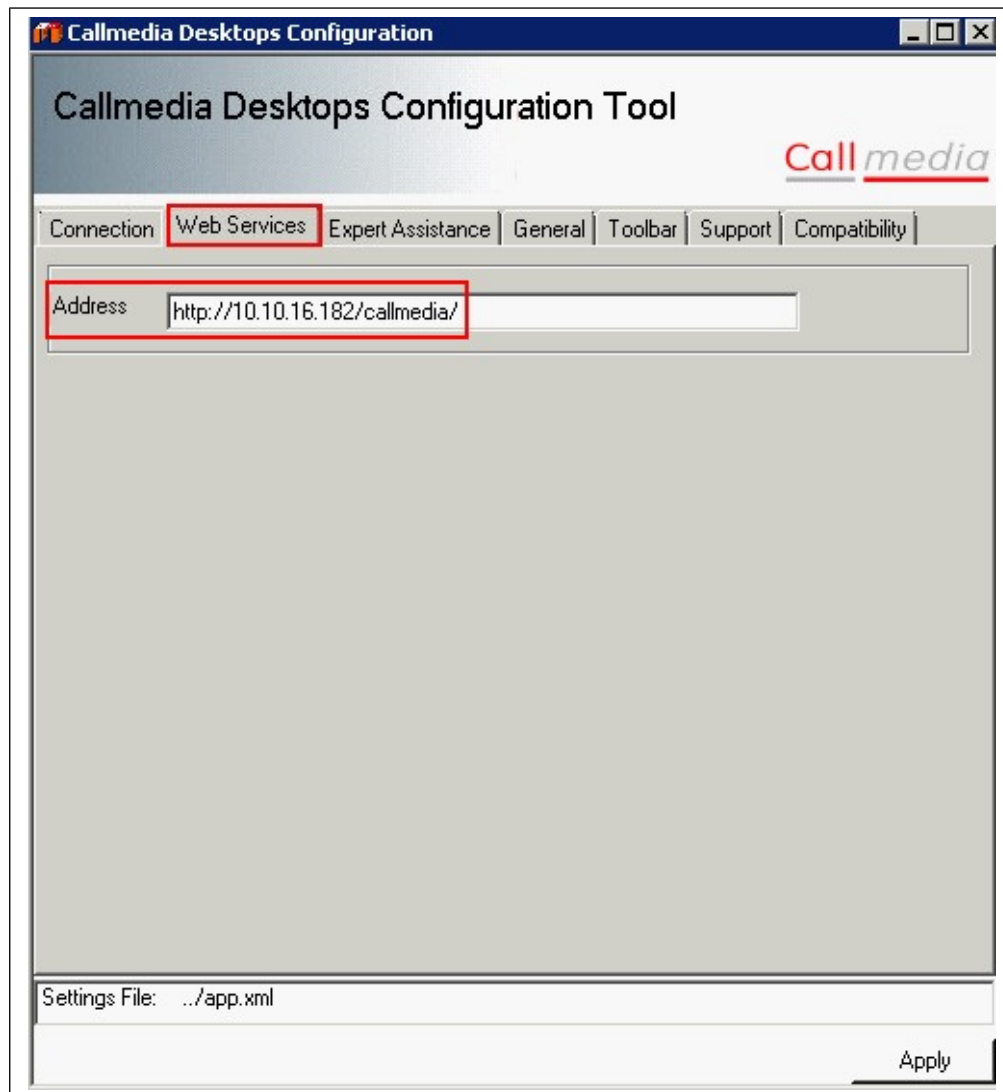 Callmedia Desktops Configuration
Callmedia Desktops Configuration Tool
Call media
Connection Web Services Expert Assistance General Toolbar Support Compatibility
Address http://10.10.16.182/callmedia/
Settings File: ../app.xml
Apply